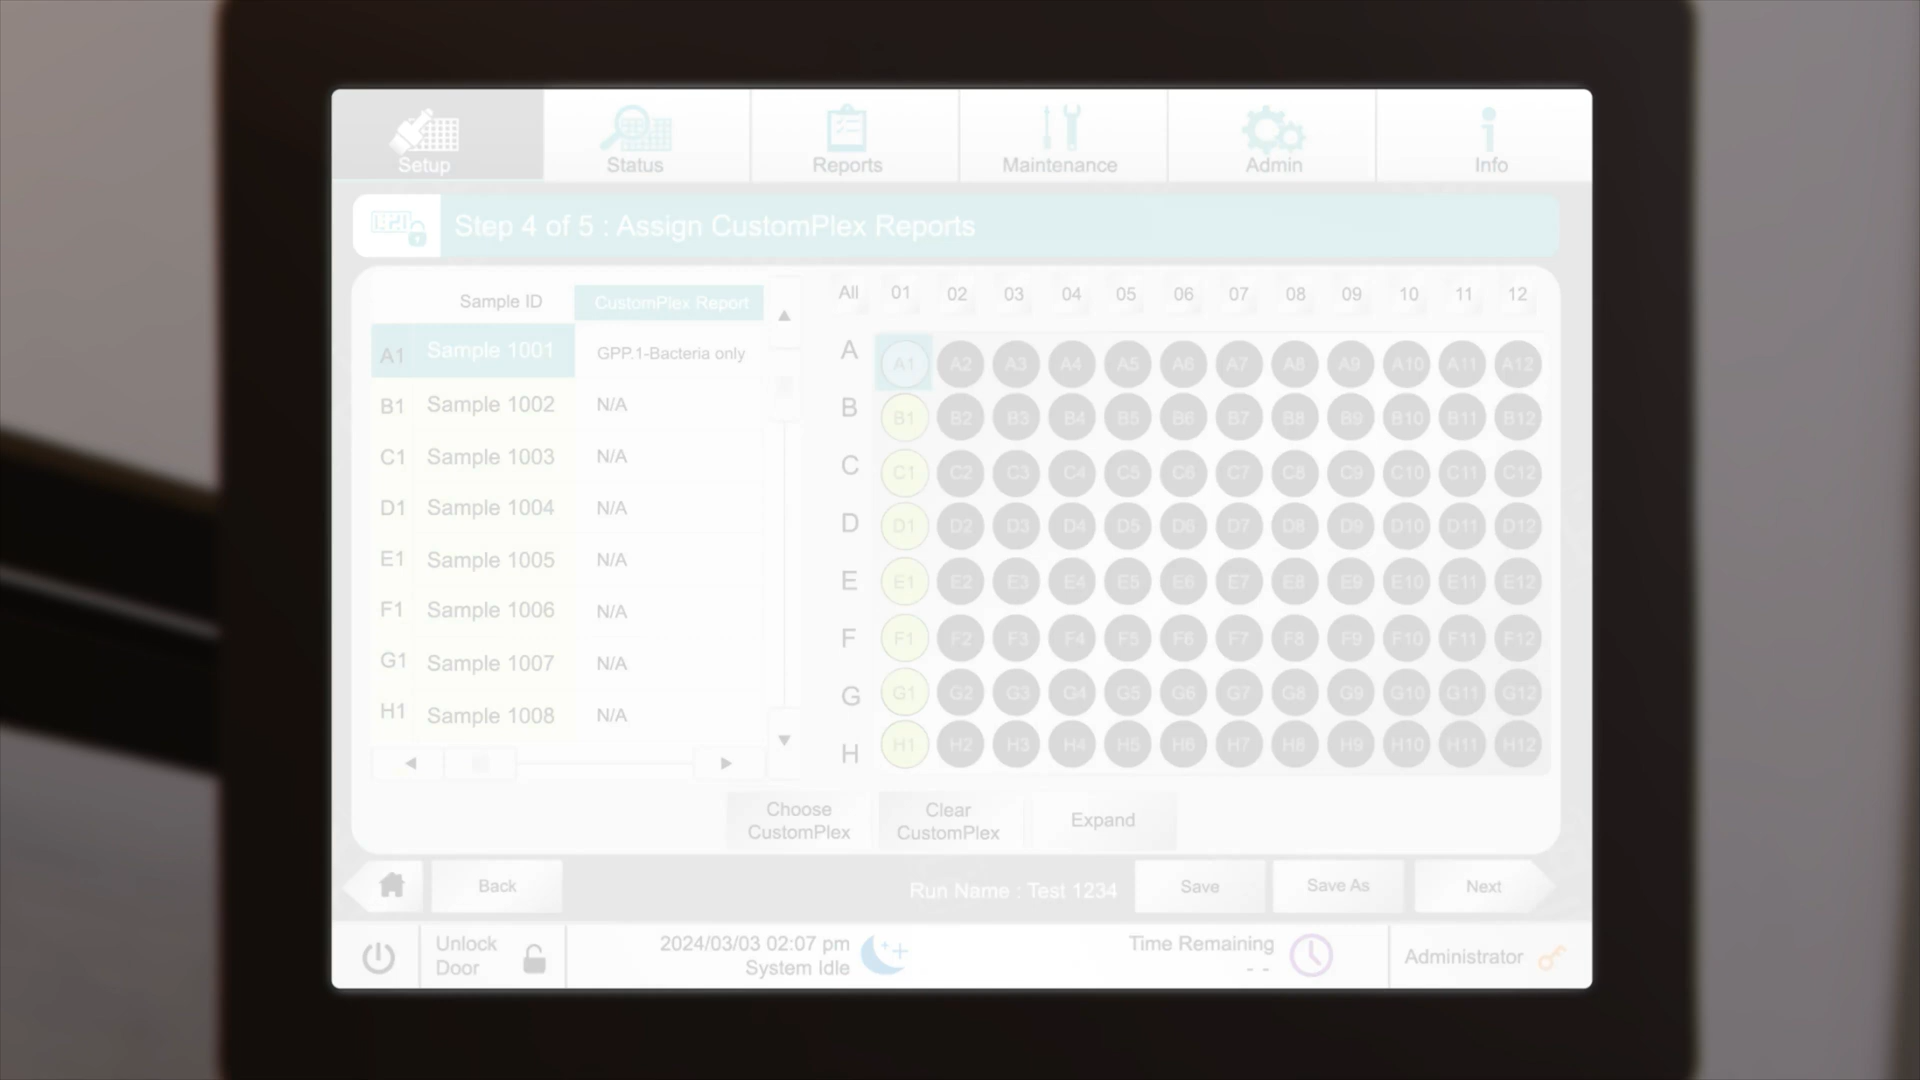 Setup
Status
Reports
Maintenance
Admin
Info
Step 4 of 5 : Assign CustomPlex Reports
Sample ID CustomPlex Report
A1 Sample 1001 GPP.1-Bacteria only
B1 Sample 1002 N/A
C1 Sample 1003 N/A
D1 Sample 1004 N/A
E1 Sample 1005 N/A
F1 Sample 1006 N/A
G1 Sample 1007 N/A
H1 Sample 1008 N/A
All 01 02 03 04 05 06 07 08 09 10 11 12
A A1 A2 A3 A4 A5 A6 A7 A8 A9 A10 A11 A12
B B1 B2 B3 B4 B5 B6 B7 B8 B9 B10 B11 B12
C C1 C2 C3 C4 C5 C6 C7 C8 C9 C10 C11 C12
D D1 D2 D3 D4 D5 D6 D7 D8 D9 D10 D11 D12
E E1 E2 E3 E4 E5 E6 E7 E8 E9 E10 E11 E12
F F1 F2 F3 F4 F5 F6 F7 F8 F9 F10 F11 F12
G G1 G2 G3 G4 G5 G6 G7 G8 G9 G10 G11 G12
H H1 H2 H3 H4 H5 H6 H7 H8 H9 H10 H11 H12
Choose
CustomPlex
Clear
CustomPlex
Expand
Back
Run Name : Test 1234
Save
Save As
Next
Unlock
Door
2024/03/03 02:07 pm
System Idle
Time Remaining
- -
Administrator